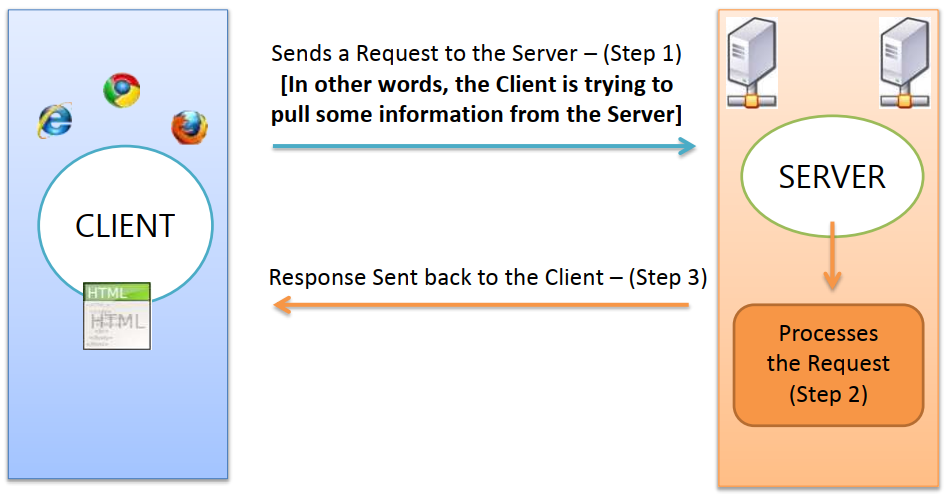 Sends a Request to the Server – (Step 1)
[In other words, the Client is trying to
pull some information from the Server]
CLIENT
HTML
HTML
SERVER
Response Sent back to the Client – (Step 3)
Processes
the Request
(Step 2)